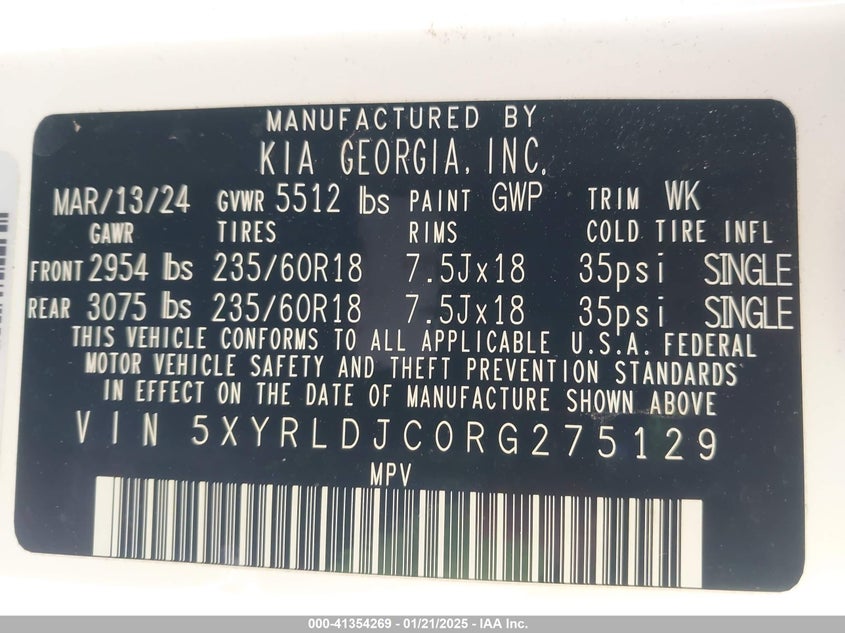 MANUFACTURED BY
KIA GEORGIA, INC.
MAR/13/24 GVWR 5512 lbs PAINT GWP TRIM WK
GAWR TIRES RIMS COLD TIRE INFL
FRONT 2954 lbs 235/60R18 7.5Jx18 35psi SINGLE
REAR 3075 lbs 235/60R18 7.5Jx18 35psi SINGLE
THIS VEHICLE CONFORMS TO ALL APPLICABLE U.S.A. FEDERAL
MOTOR VEHICLE SAFETY AND THEFT PREVENTION STANDARDS
IN EFFECT ON THE DATE OF MANUFACTURE SHOWN ABOVE
VIN 5XYRLDJC0RG275129
MPV
000-41354269 - 01/21/2025 - IAA Inc.